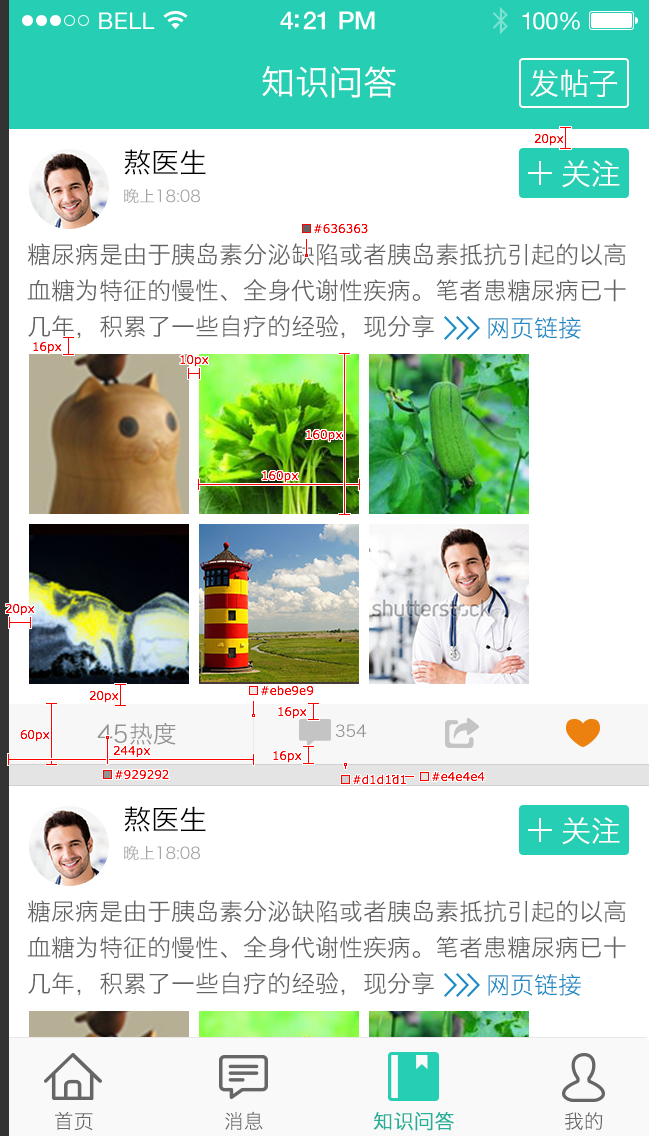 BELL 4:21 PM 100%
知识问答 发帖子
20px
熬医生
+ 关注
晚上18:08
#636363
糖尿病是由于胰岛素分泌缺陷或者胰岛素抵抗引起的以高
血糖为特征的慢性、全身代谢性疾病。笔者患糖尿病已十
几年，积累了一些自疗的经验，现分享 网页链接
16px
10px
160px
160px
20px
shutterstock
20px
#ebe9e9
16px
60px
45热度
354
244px
16px
#929292
#d1d1d1
#e4e4e4
熬医生
+ 关注
晚上18:08
糖尿病是由于胰岛素分泌缺陷或者胰岛素抵抗引起的以高
血糖为特征的慢性、全身代谢性疾病。笔者患糖尿病已十
几年，积累了一些自疗的经验，现分享 网页链接
首页 消息 知识问答 我的